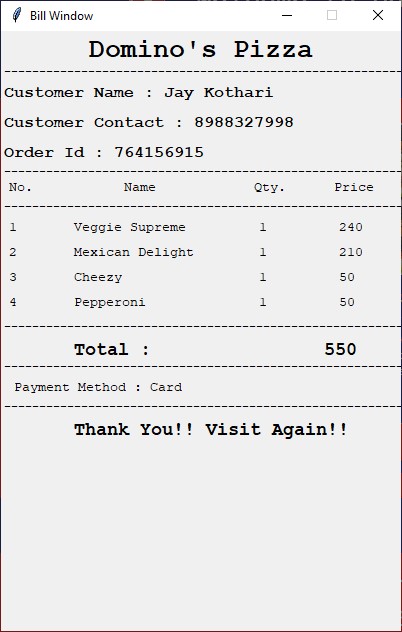 Bill Window
Domino's Pizza
Customer Name : Jay Kothari
Customer Contact : 8988327998
Order Id : 764156915
No. Name Qty. Price
1 Veggie Supreme 1 240
2 Mexican Delight 1 210
3 Cheezy 1 50
4 Pepperoni 1 50
Total : 550
Payment Method : Card
Thank You!! Visit Again!!